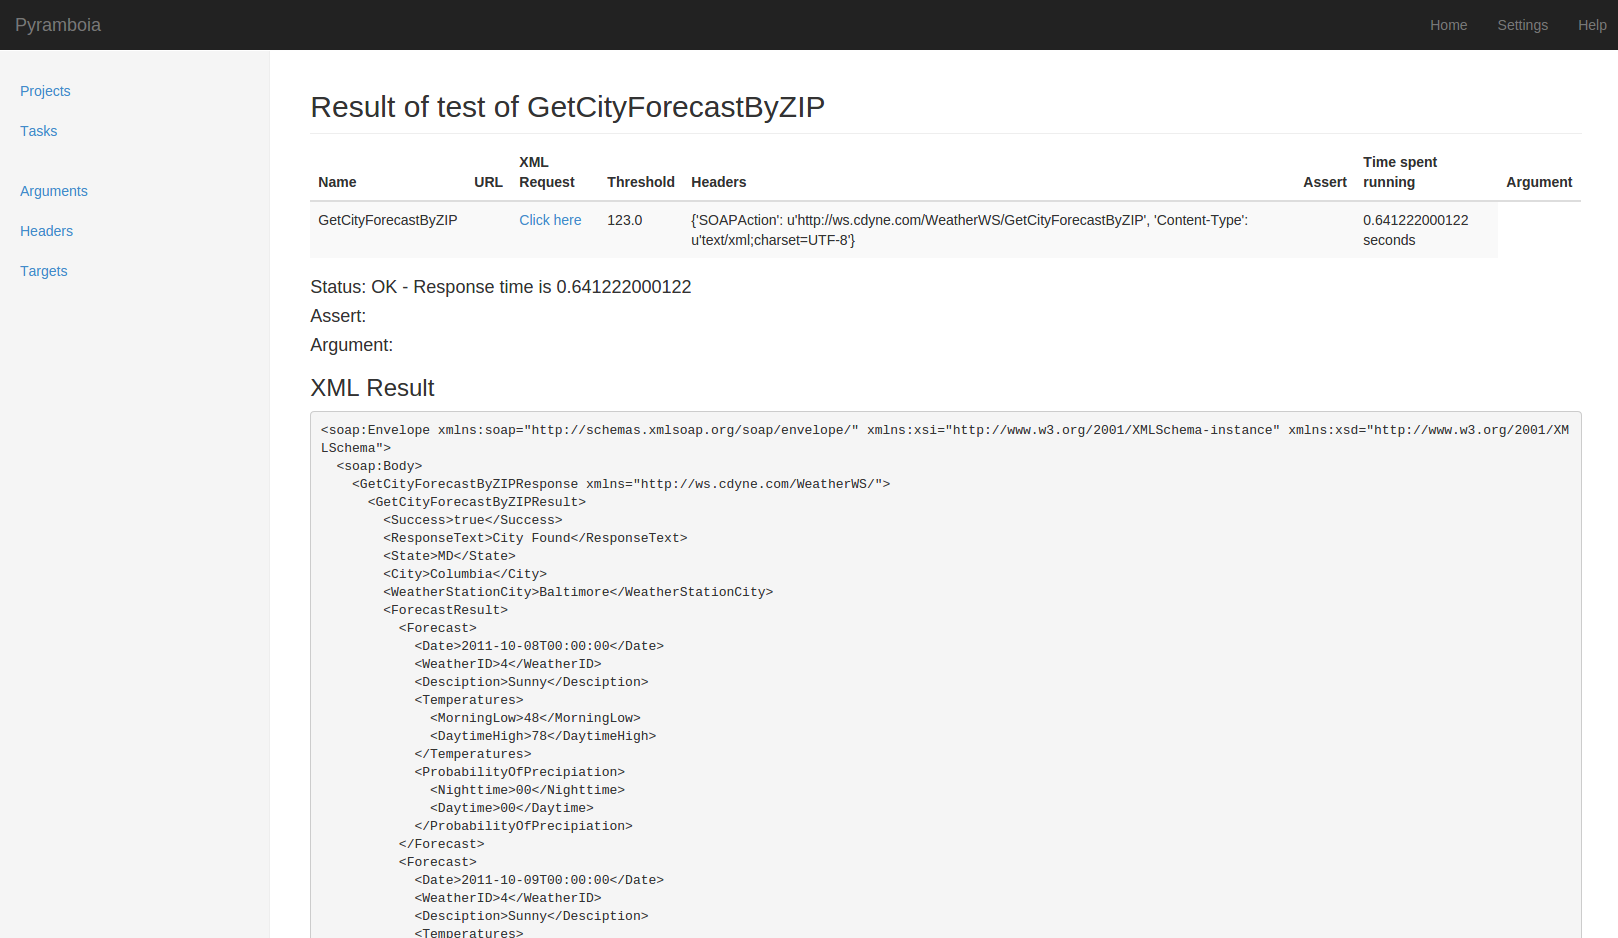 Pyramboia Home Settings Help
Projects
Tasks
Arguments
Headers
Targets
Result of test of GetCityForecastByZIP
Name URL XML Request Threshold Headers Assert Time spent running Argument
GetCityForecastByZIP Click here 123.0 {'SOAPAction': u'http://ws.cdyne.com/WeatherWS/GetCityForecastByZIP', 'Content-Type': 0.641222000122
u'text/xml;charset=UTF-8'} seconds
Status: OK - Response time is 0.641222000122
Assert:
Argument:
XML Result
<soap:Envelope xmlns:soap="http://schemas.xmlsoap.org/soap/envelope/" xmlns:xsi="http://www.w3.org/2001/XMLSchema-instance" xmlns:xsd="http://www.w3.org/2001/XM
LSchema">
  <soap:Body>
    <GetCityForecastByZIPResponse xmlns="http://ws.cdyne.com/WeatherWS/">
      <GetCityForecastByZIPResult>
        <Success>true</Success>
        <ResponseText>City Found</ResponseText>
        <State>MD</State>
        <City>Columbia</City>
        <WeatherStationCity>Baltimore</WeatherStationCity>
        <ForecastResult>
          <Forecast>
            <Date>2011-10-08T00:00:00</Date>
            <WeatherID>4</WeatherID>
            <Desciption>Sunny</Desciption>
            <Temperatures>
              <MorningLow>48</MorningLow>
              <DaytimeHigh>78</DaytimeHigh>
            </Temperatures>
            <ProbabilityOfPrecipiation>
              <Nighttime>00</Nighttime>
              <Daytime>00</Daytime>
            </ProbabilityOfPrecipiation>
          </Forecast>
          <Forecast>
            <Date>2011-10-09T00:00:00</Date>
            <WeatherID>4</WeatherID>
            <Desciption>Sunny</Desciption>
            <Temperatures>